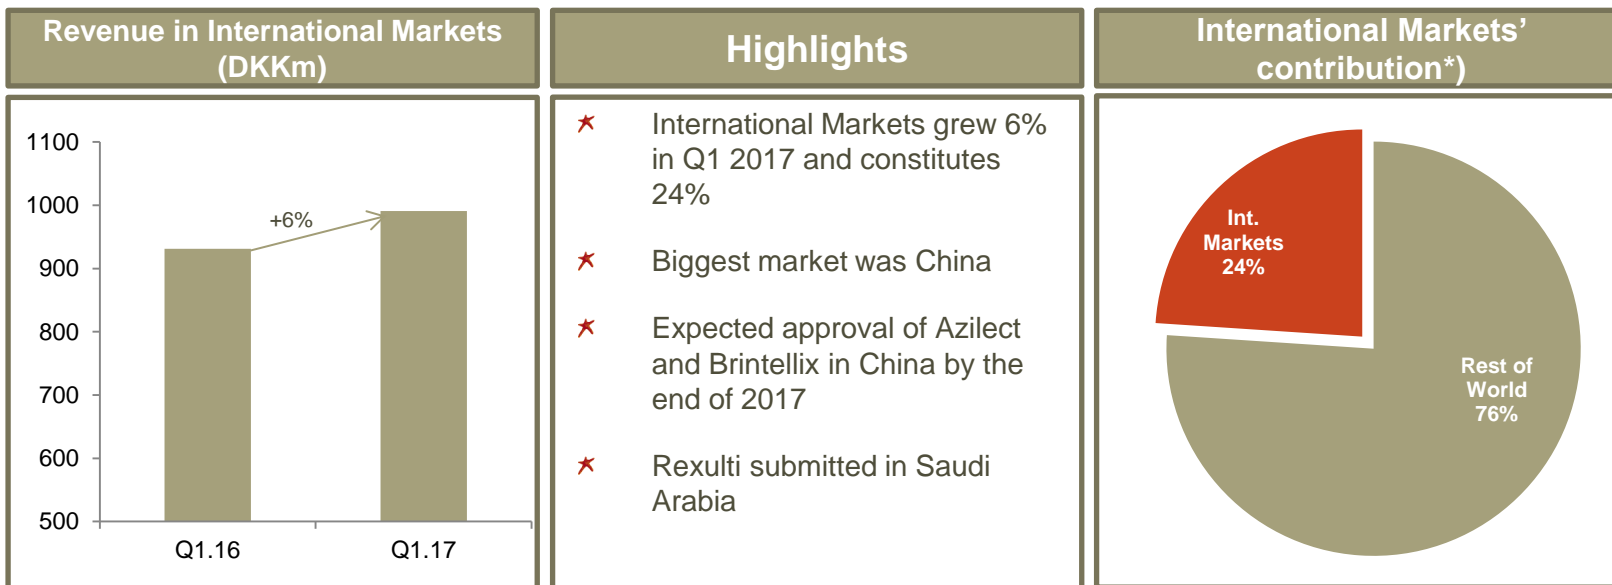 Revenue in International Markets
(DKKm)
1100
1000
900
800
700
600
500
+6%
Q1.16
Q1.17
Highlights
International Markets grew 6%
in Q1 2017 and constitutes
24%
Biggest market was China
Expected approval of Azilect
and Brintellix in China by the
end of 2017
Rexulti submitted in Saudi
Arabia
International Markets’
contribution*)
Int.
Markets
24%
Rest of
World
76%